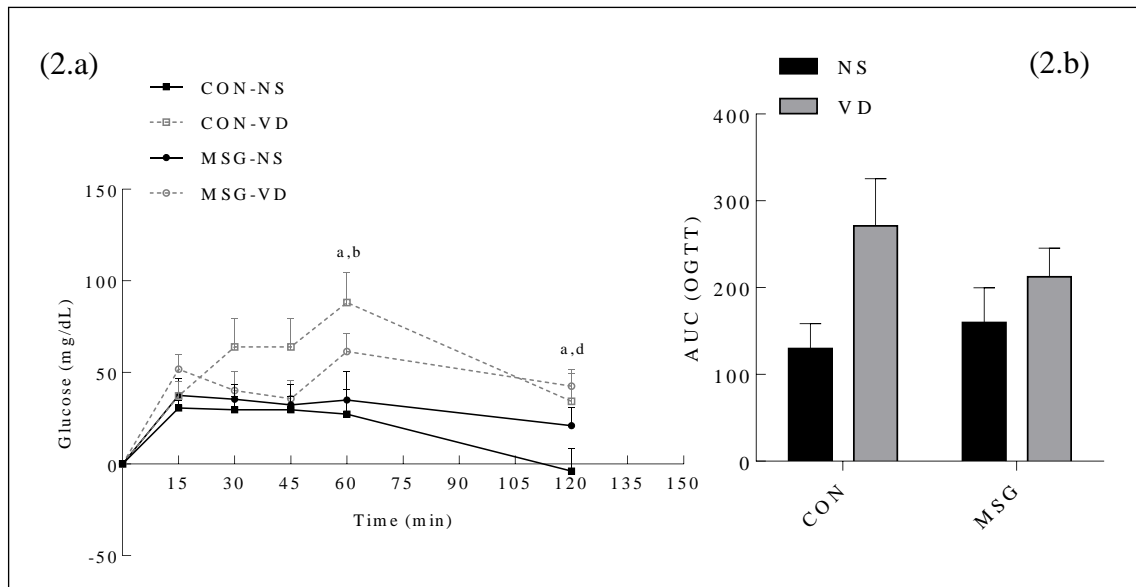 (2.a)
CON-NS
CON-VD
MSG-NS
MSG-VD
Glucose (mg/dL)
150
100
50
0
-50
a,b
a,d
15 30 45 60 75 90 105 120 135 150
Time (min)
(2.b)
NS
VD
AUC (OGTT)
400
300
200
100
0
CON
MSG